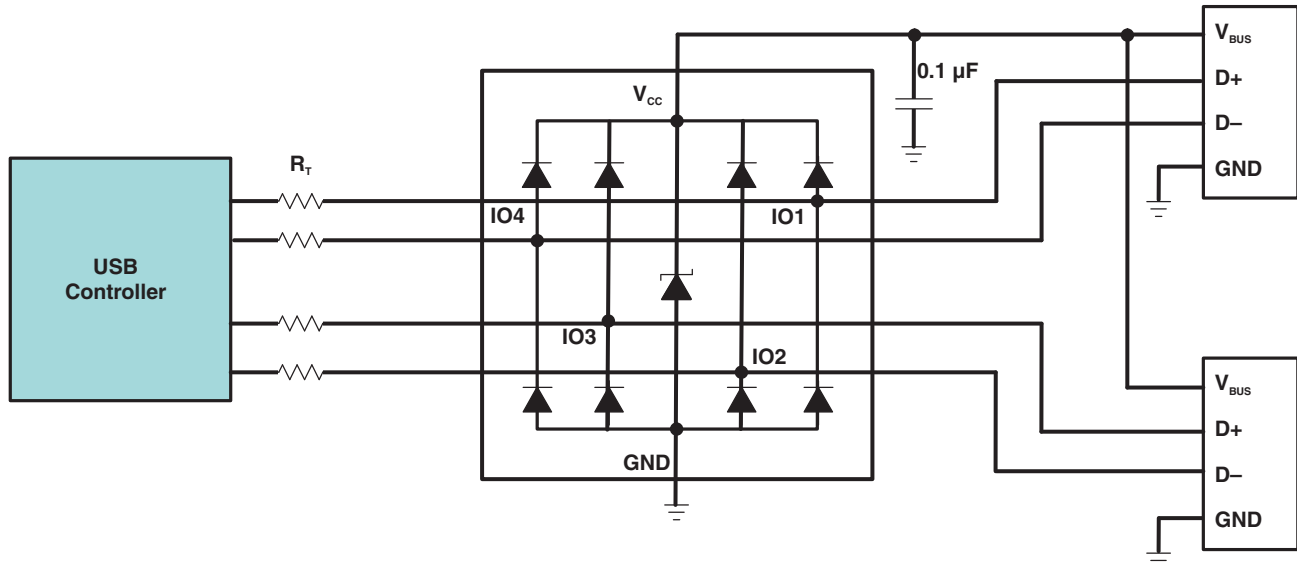 V_BUS
0.1 µF
D+
V_CC
D–
R_T
GND
IO4
IO1
USB
Controller
IO3
IO2
V_BUS
D+
GND
D–
GND